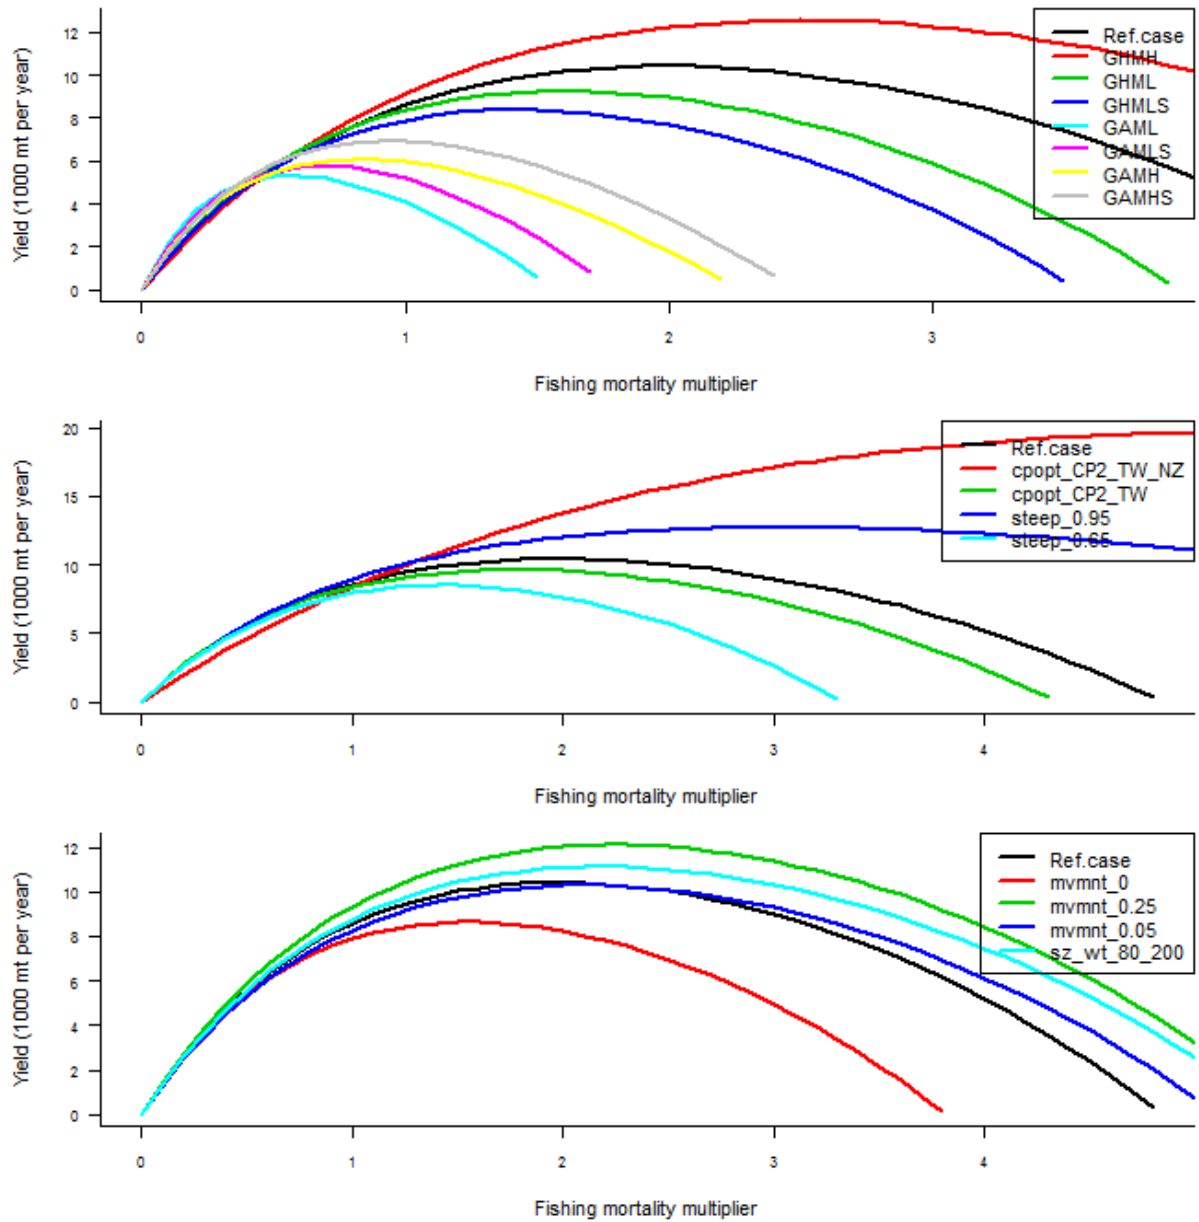 Yield (1000 mt per year)
12
10
8
6
4
2
0
Ref.case
GHMH
GHML
GHMLS
GAML
GAMLS
GAMH
GAMHS
0 1 2 3
Fishing mortality multiplier
Yield (1000 mt per year)
20
15
10
5
0
Ref.case
cpopt_CP2_TW_NZ
cpopt_CP2_TW
steep_0.95
steep_0.65
0 1 2 3 4
Fishing mortality multiplier
Yield (1000 mt per year)
12
10
8
6
4
2
0
Ref.case
mvmnt_0
mvmnt_0.25
mvmnt_0.05
sz_wt_80_200
0 1 2 3 4
Fishing mortality multiplier